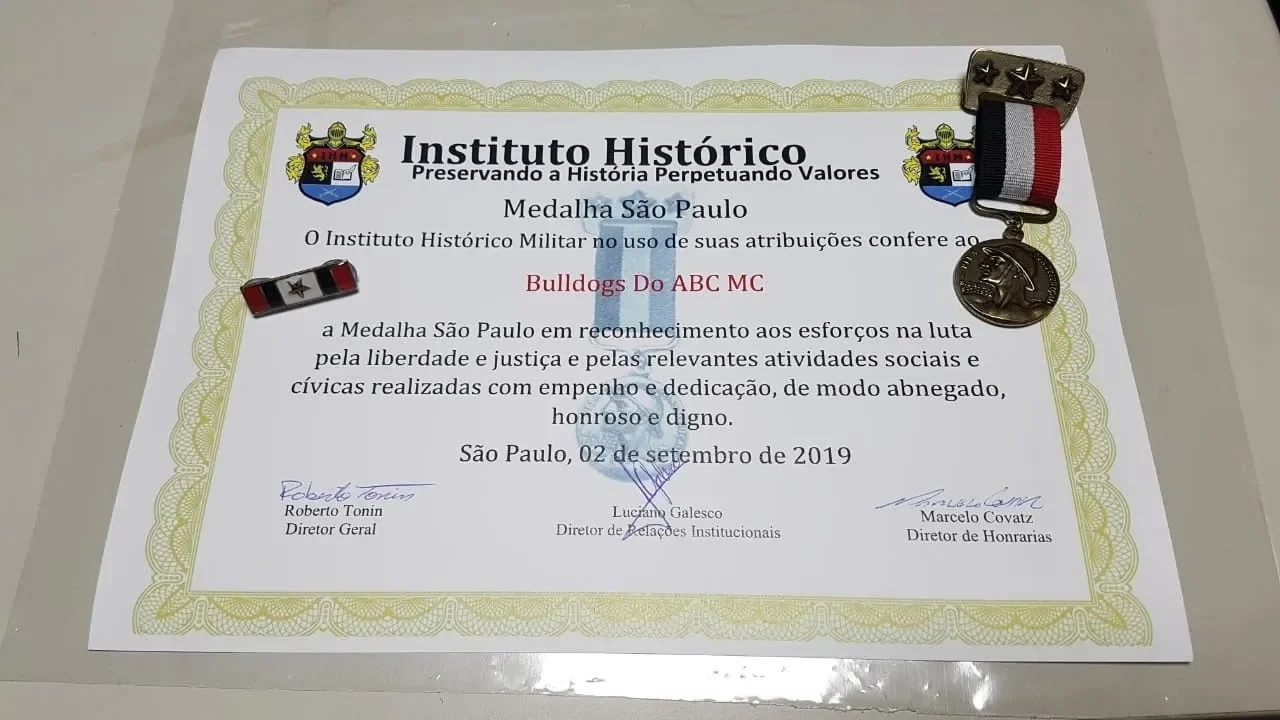 IHM
IHM
Instituto Histórico
Preservando a História Perpetuando Valores
Medalha São Paulo
O Instituto Histórico Militar no uso de suas atribuições confere ao
Bulldogs Do ABC MC
a Medalha São Paulo em reconhecimento aos esforços na luta
pela liberdade e justiça e pelas relevantes atividades sociais e
cívicas realizadas com empenho e dedicação, de modo abnegado,
honroso e digno.
São Paulo, 02 de setembro de 2019
Roberto Tonin
Roberto Tonin
Diretor Geral
Luciano Galesco
Diretor de Relações Institucionais
Marcelo Covatz
Diretor de Honrarias